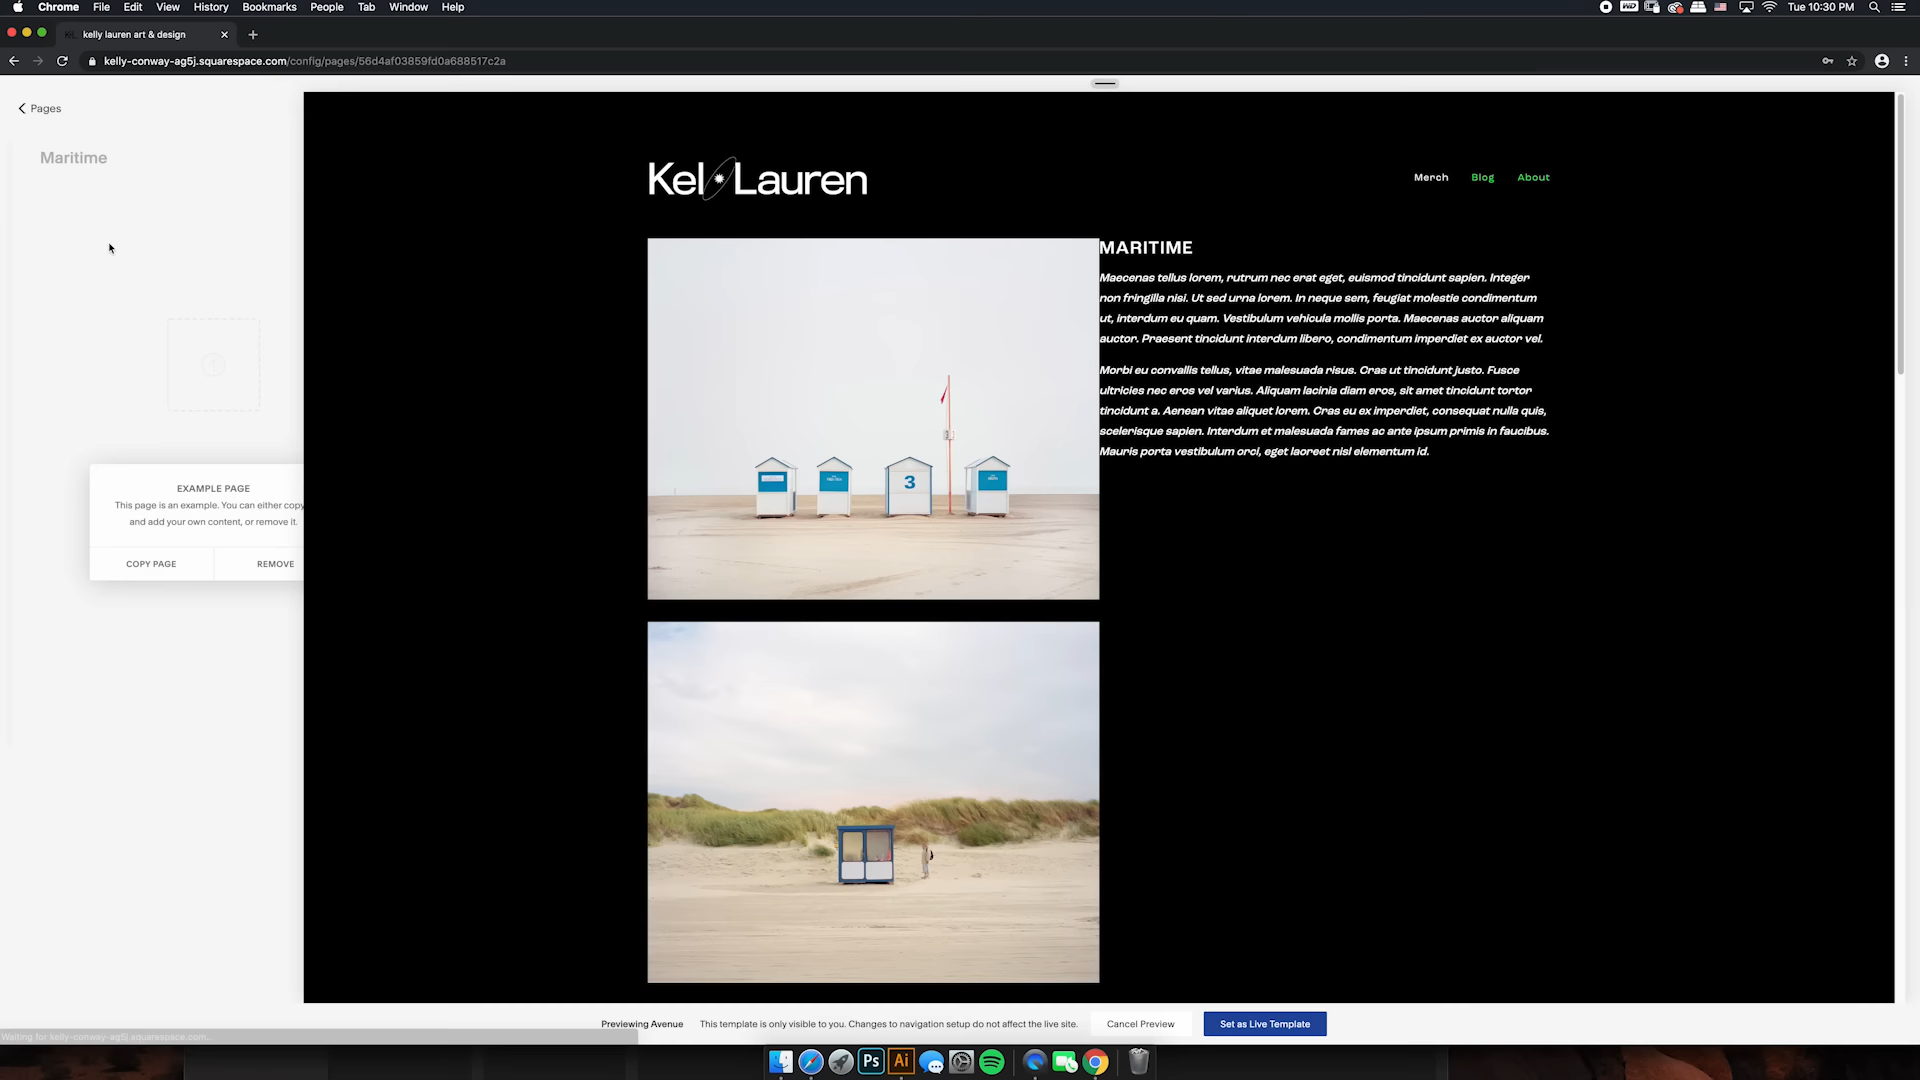 Chrome File Edit View History Bookmarks People Tab Window Help
Tue 10:30 PM
kelly lauren art & design
kelly-conway-ag5j.squarespace.com/config/pages/56d4af03859fd0a688517c2a
Pages
Maritime
Kel Lauren
Merch Blog About
MARITIME
Maecenas tellus lorem, rutrum nec erat eget, euismod tincidunt sapien. Integer
non fringilla nisi. Ut sed urna lorem. In neque sem, feugiat molestie condimentum
ut, interdum eu quam. Vestibulum vehicula mollis porta. Maecenas auctor aliquam
auctor. Praesent tincidunt interdum libero, condimentum imperdiet ex auctor vel.
Morbi eu convallis tellus, vitae malesuada risus. Cras ut tincidunt justo. Fusce
ultricies nec eros vel varius. Aliquam lacinia diam eros, sit amet tincidunt tortor
tincidunt a. Aenean vitae aliquet lorem. Cras eu ex imperdiet, consequat nulla quis,
scelerisque sapien. Interdum et malesuada fames ac ante ipsum primis in faucibus.
Mauris porta vestibulum orci, eget laoreet nisl elementum id.
3
EXAMPLE PAGE
This page is an example. You can either copy
and add your own content, or remove it.
COPY PAGE REMOVE
Previewing Avenue This template is only visible to you. Changes to navigation setup do not affect the live site. Cancel Preview Set as Live Template
Waiting for kelly-conway-ag5j.squarespace.com...
Ps Ai